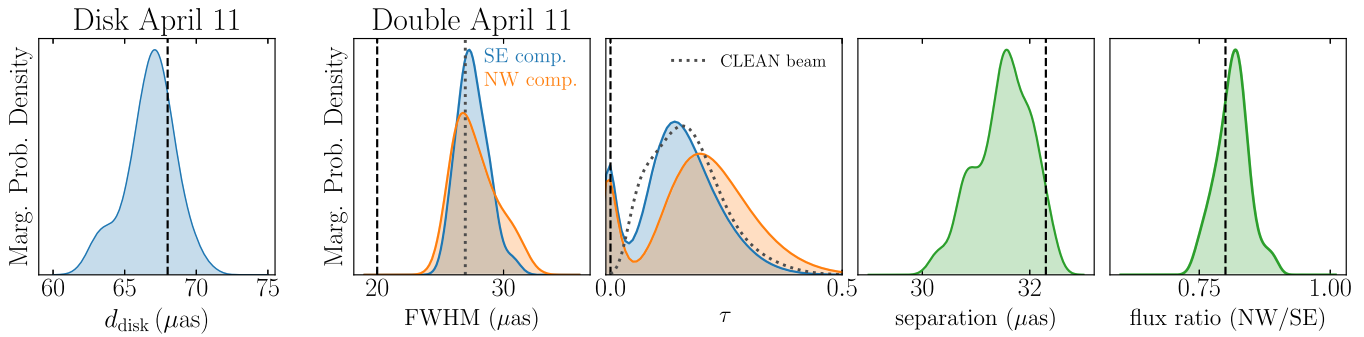 Disk April 11
Double April 11
Marg. Prob. Density
60 65 70 75
d_disk (μas)
Marg. Prob. Density
SE comp.
NW comp.
20 30
FWHM (μas)
CLEAN beam
0.0 0.5
τ
30 32
separation (μas)
0.75 1.00
flux ratio (NW/SE)